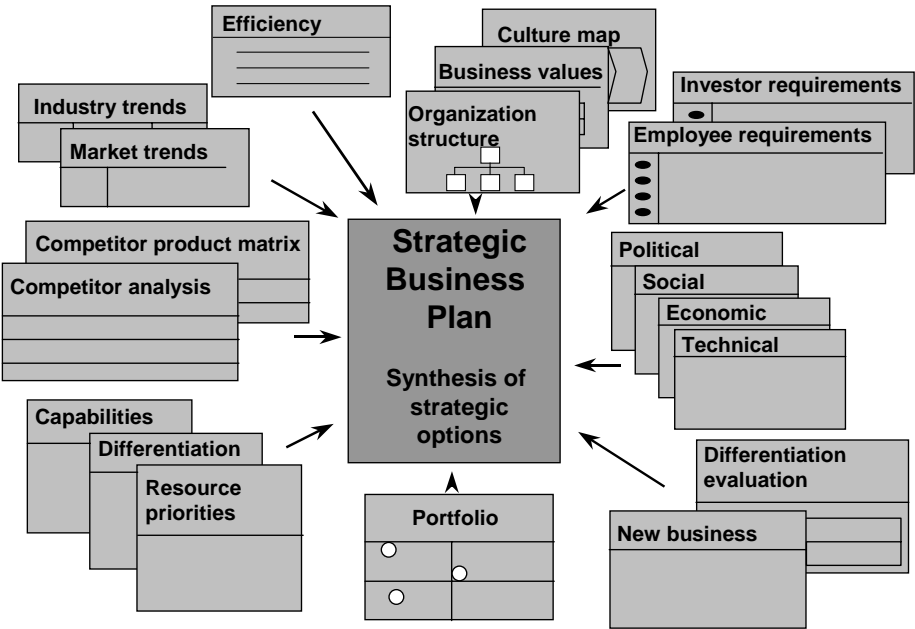 Efficiency
Culture map
Business values
Organization
structure
Investor requirements
Employee requirements
Industry trends
Market trends
Competitor product matrix
Competitor analysis
Strategic
Business
Plan
Synthesis of
strategic
options
Political
Social
Economic
Technical
Capabilities
Differentiation
Resource
priorities
Portfolio
Differentiation
evaluation
New business